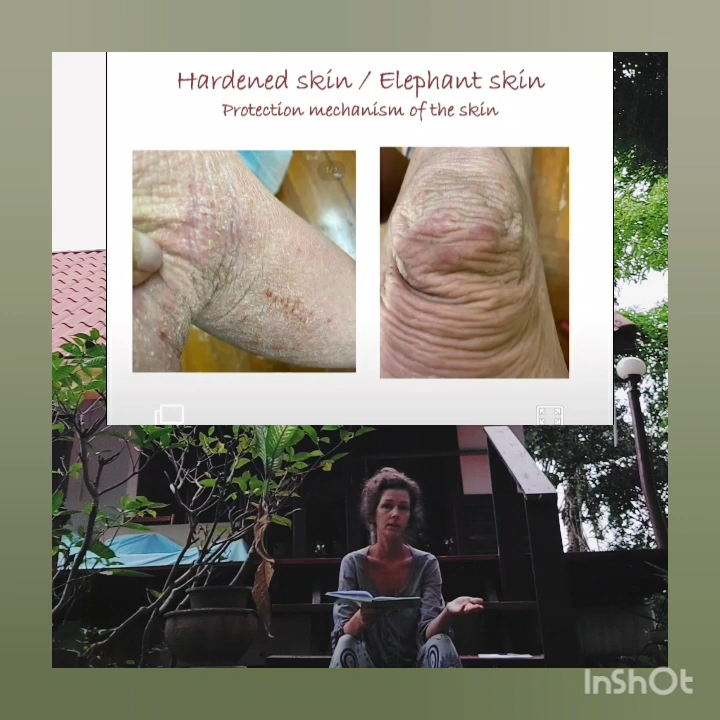 Hardened skin / Elephant skin
Protection mechanism of the skin
InShOt